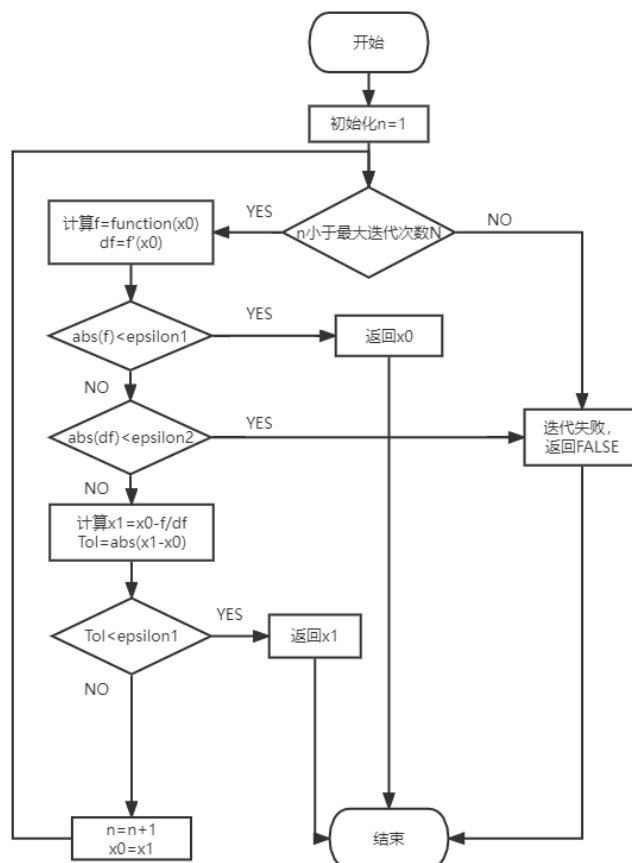 开始
初始化n=1
n小于最大迭代次数N
YES
NO
计算f=function(x0)
df=f'(x0)
abs(f)<epsilon1
YES
返回x0
NO
abs(df)<epsilon2
YES
迭代失败，
返回FALSE
NO
计算x1=x0-f/df
Tol=abs(x1-x0)
Tol<epsilon1
YES
返回x1
NO
n=n+1
x0=x1
结束